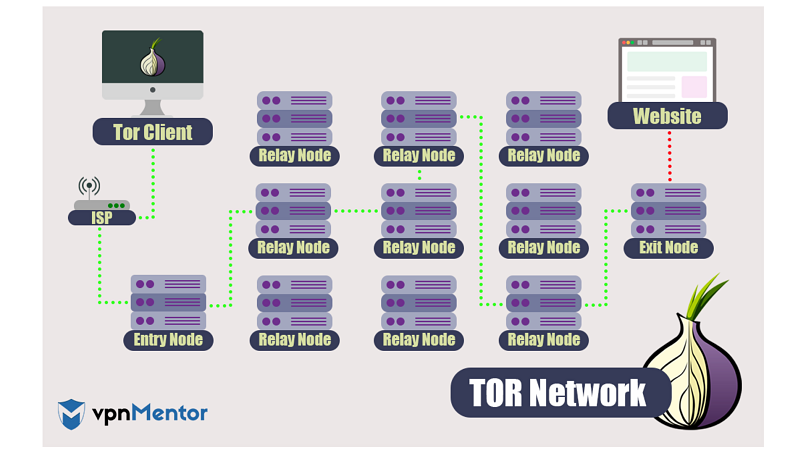 Tor Client
Website
Relay Node
Relay Node
Relay Node
ISP
Relay Node
Relay Node
Relay Node
Exit Node
Entry Node
Relay Node
Relay Node
Relay Node
TOR Network
vpnMentor